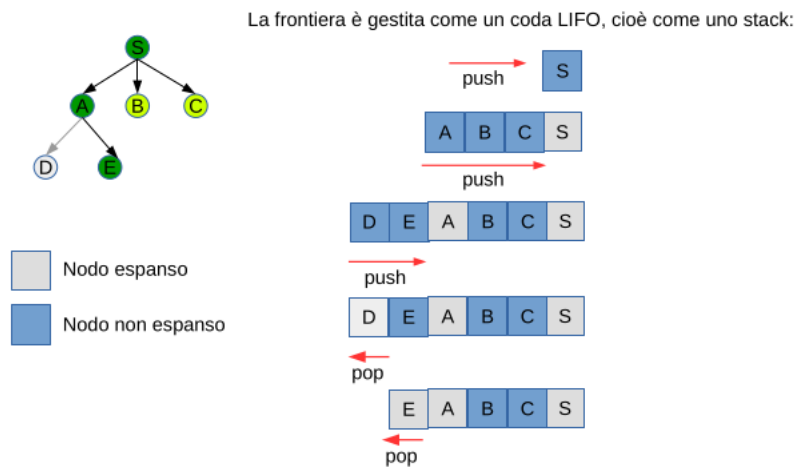 La frontiera è gestita come un coda LIFO, cioè come uno stack:
S
A B C
D E
Nodo espanso
Nodo non espanso
push S
A B C S
push
D E A B C S
push
D E A B C S
pop
E A B C S
pop